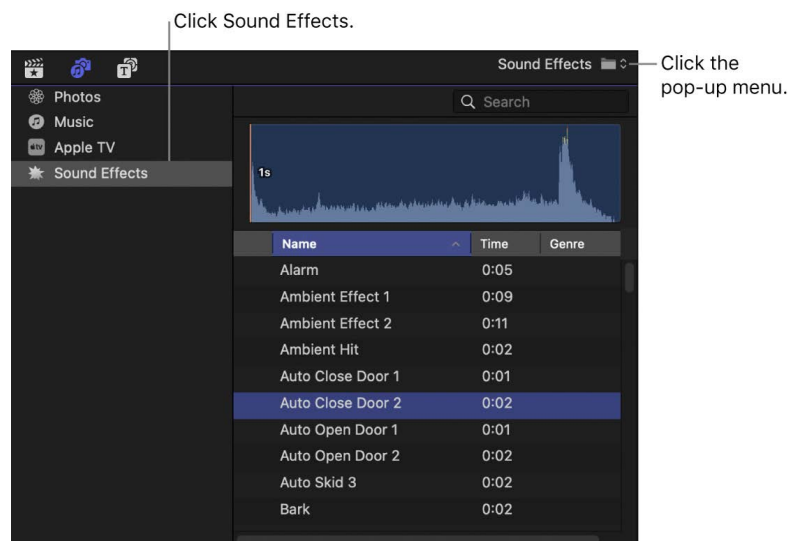 Click Sound Effects.
Sound Effects
Click the
pop-up menu.
Photos
Search
Music
Apple TV
Sound Effects
1s
Name Time Genre
Alarm 0:05
Ambient Effect 1 0:09
Ambient Effect 2 0:11
Ambient Hit 0:02
Auto Close Door 1 0:01
Auto Close Door 2 0:02
Auto Open Door 1 0:01
Auto Open Door 2 0:02
Auto Skid 3 0:02
Bark 0:02